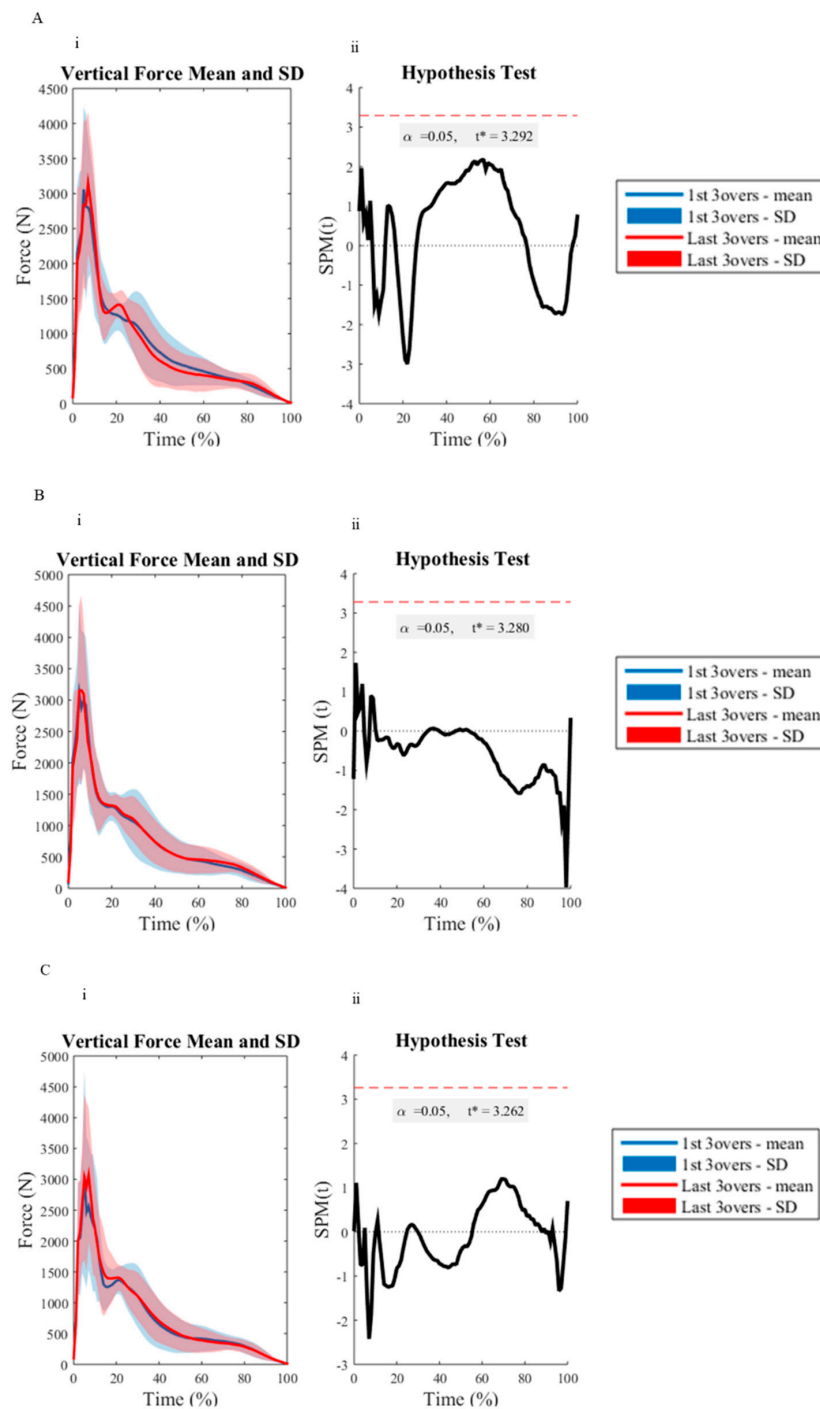 A
i
ii
Vertical Force Mean and SD
Hypothesis Test
4500
4000
3500
3000
2500
2000
1500
1000
500
0
Force (N)
0 20 40 60 80 100
Time (%)
4
3
2
1
0
-1
-2
-3
-4
SPM(t)
α =0.05, t* = 3.292
0 20 40 60 80 100
Time (%)
1st 3overs - mean
1st 3overs - SD
Last 3overs - mean
Last 3overs - SD
B
i
ii
Vertical Force Mean and SD
Hypothesis Test
5000
4500
4000
3500
3000
2500
2000
1500
1000
500
0
Force (N)
0 20 40 60 80 100
Time (%)
4
3
2
1
0
-1
-2
-3
-4
SPM (t)
α =0.05, t* = 3.280
0 20 40 60 80 100
Time (%)
1st 3overs - mean
1st 3overs - SD
Last 3overs - mean
Last 3overs - SD
C
i
ii
Vertical Force Mean and SD
Hypothesis Test
5000
4500
4000
3500
3000
2500
2000
1500
1000
500
0
Force (N)
0 20 40 60 80 100
Time (%)
4
3
2
1
0
-1
-2
-3
SPM(t)
α =0.05, t* = 3.262
0 20 40 60 80 100
Time (%)
1st 3overs - mean
1st 3overs - SD
Last 3overs - mean
Last 3overs - SD